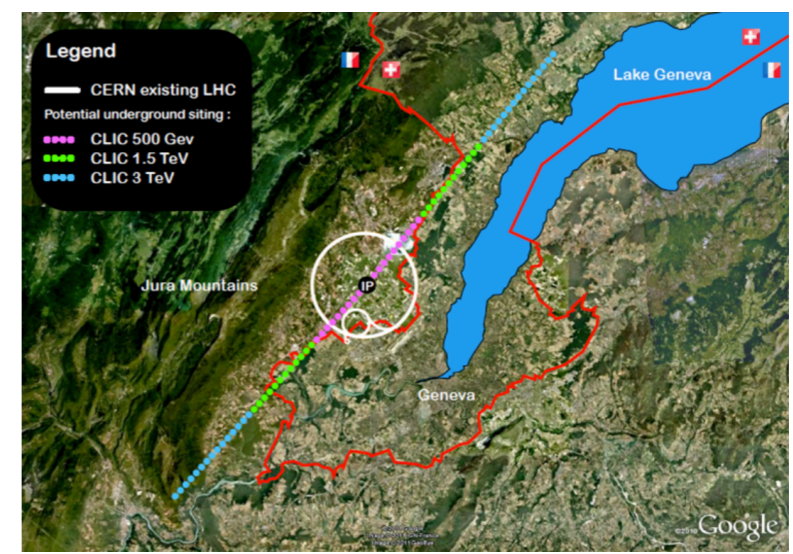 Legend
CERN existing LHC
Potential underground siting :
CLIC 500 Gev
CLIC 1.5 TeV
CLIC 3 TeV
Lake Geneva
Jura Mountains
IP
Geneva
©2010 Google